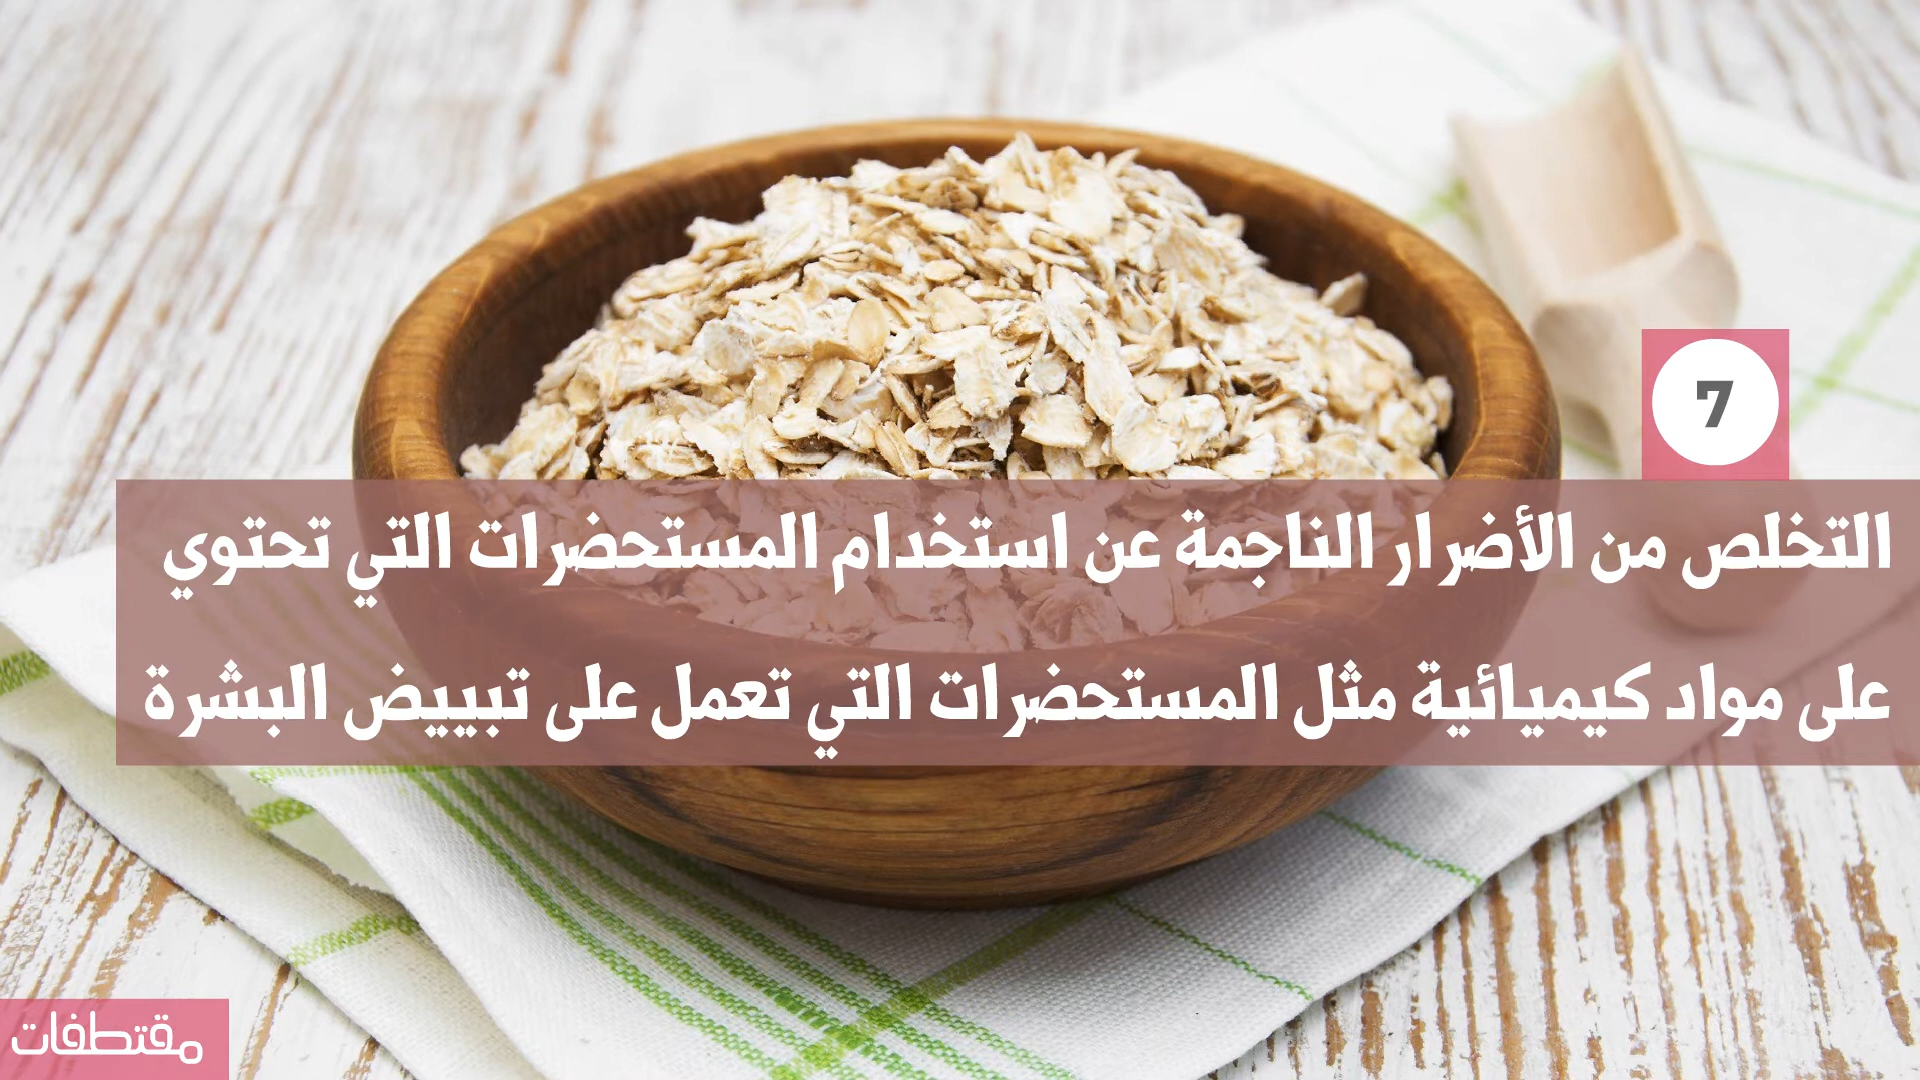 7
التخلص من الأضرار الناجمة عن استخدام المستحضرات التي تحتوي
على مواد كيميائية مثل المستحضرات التي تعمل على تبييض البشرة
مقتطفات